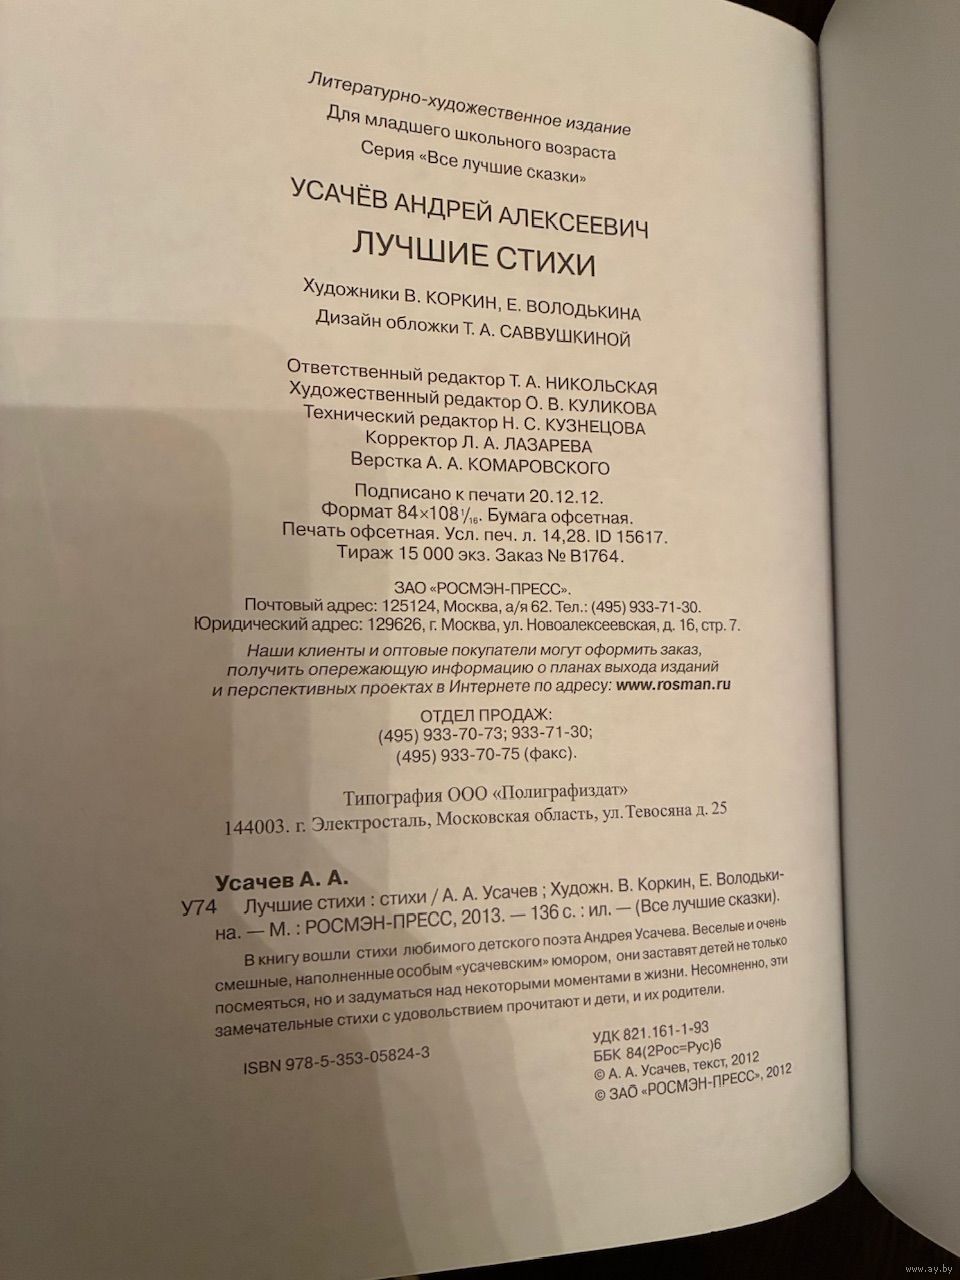 Литературно-художественное издание
Для младшего школьного возраста
Серия «Все лучшие сказки»
УСАЧЁВ АНДРЕЙ АЛЕКСЕЕВИЧ
ЛУЧШИЕ СТИХИ
Художники В. КОРКИН, Е. ВОЛОДЬКИНА
Дизайн обложки Т. А. САВВУШКИНОЙ
Ответственный редактор Т. А. НИКОЛЬСКАЯ
Художественный редактор О. В. КУЛИКОВА
Технический редактор Н. С. КУЗНЕЦОВА
Корректор Л. А. ЛАЗАРЕВА
Верстка А. А. КОМАРОВСКОГО
Подписано к печати 20.12.12.
Формат 84×108 1/16. Бумага офсетная.
Печать офсетная. Усл. печ. л. 14,28. ID 15617.
Тираж 15 000 экз. Заказ № В1764.
ЗАО «РОСМЭН-ПРЕСС».
Почтовый адрес: 125124, Москва, а/я 62. Тел.: (495) 933-71-30.
Юридический адрес: 129626, г. Москва, ул. Новоалексеевская, д. 16, стр. 7.
Наши клиенты и оптовые покупатели могут оформить заказ,
получить опережающую информацию о планах выхода изданий
и перспективных проектах в Интернете по адресу: www.rosman.ru
ОТДЕЛ ПРОДАЖ:
(495) 933-70-73; 933-71-30;
(495) 933-70-75 (факс).
Типография ООО «Полиграфиздат»
144003. г. Электросталь, Московская область, ул. Тевосяна д. 25
Усачев А. А.
У74 Лучшие стихи : стихи / А. А. Усачев ; Художн. В. Коркин, Е. Володьки-
на. — М. : РОСМЭН-ПРЕСС, 2013. — 136 с. : ил. — (Все лучшие сказки).
В книгу вошли стихи любимого детского поэта Андрея Усачева. Веселые и очень
смешные, наполненные особым «усачевским» юмором, они заставят детей не только
посмеяться, но и задуматься над некоторыми моментами в жизни. Несомненно, эти
замечательные стихи с удовольствием прочитают и дети, и их родители.
УДК 821.161-1-93
ББК 84(2Рос=Рус)6
ISBN 978-5-353-05824-3
© А. А. Усачев, текст, 2012
© ЗАО «РОСМЭН-ПРЕСС», 2012
www.ay.by